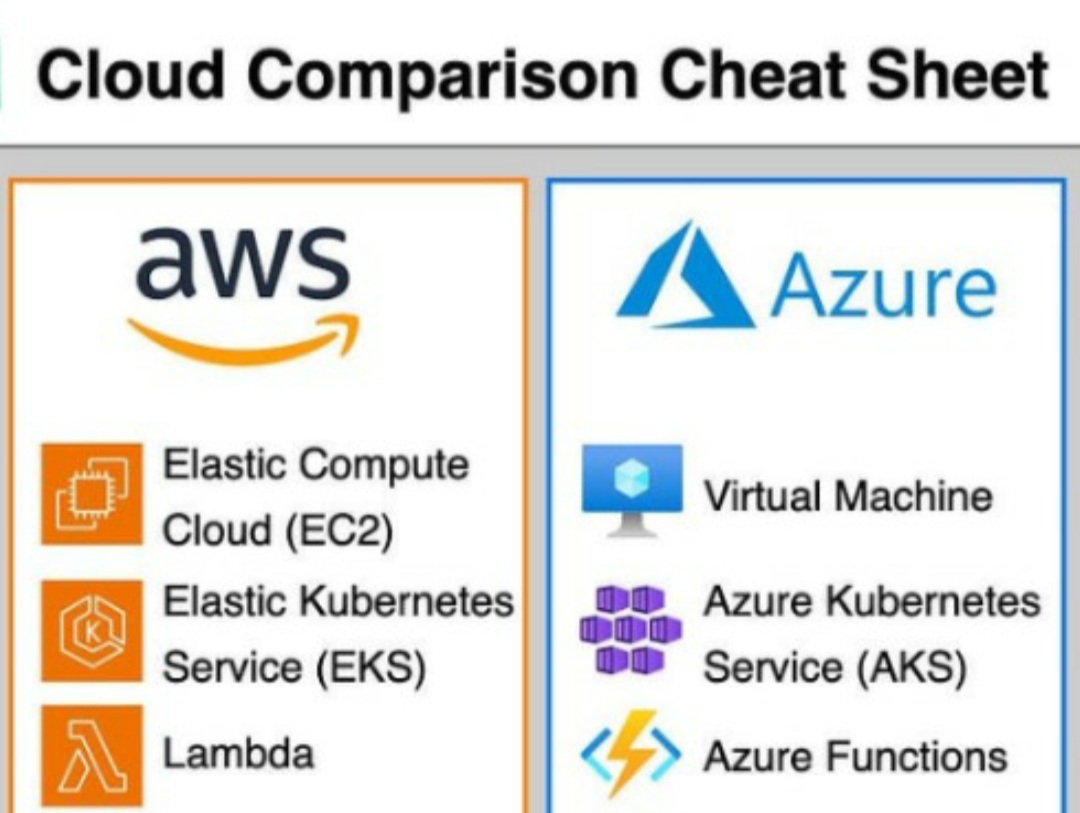 Cloud Comparison Cheat Sheet
aws
Elastic Compute
Cloud (EC2)
Elastic Kubernetes
Service (EKS)
K
Lambda
Azure
Virtual Machine
Azure Kubernetes
Service (AKS)
Azure Functions